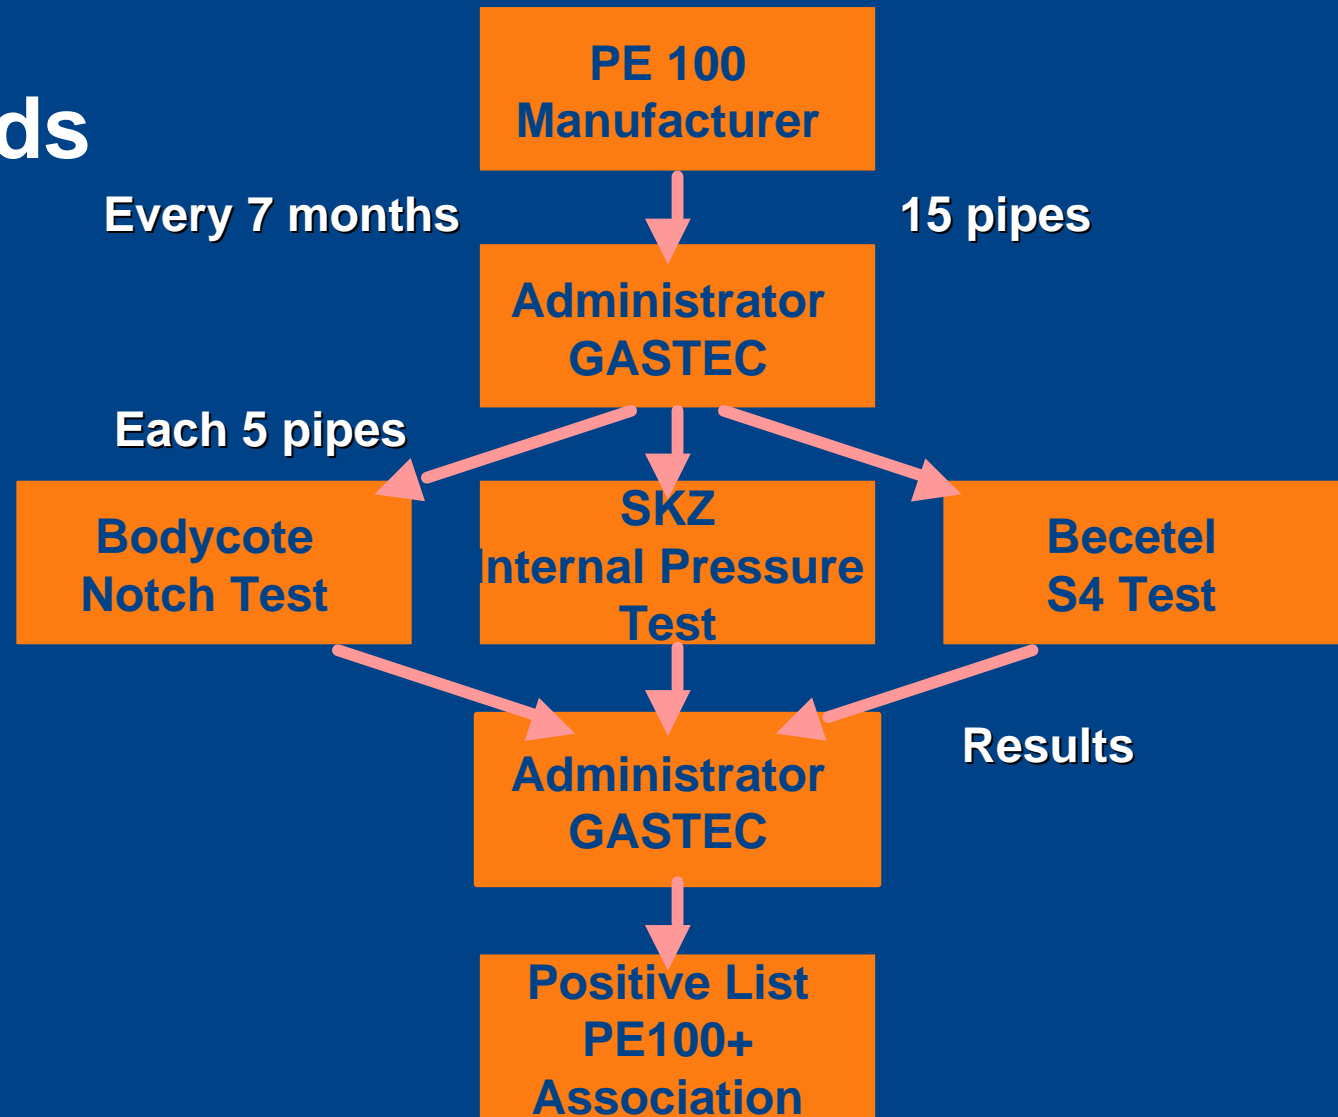 PE 100
Manufacturer
ds
Every 7 months
15 pipes
Administrator
GASTEC
Each 5 pipes
Bodycote
Notch Test
SKZ
Internal Pressure
Test
Becetel
S4 Test
Results
Administrator
GASTEC
Positive List
PE100+
Association